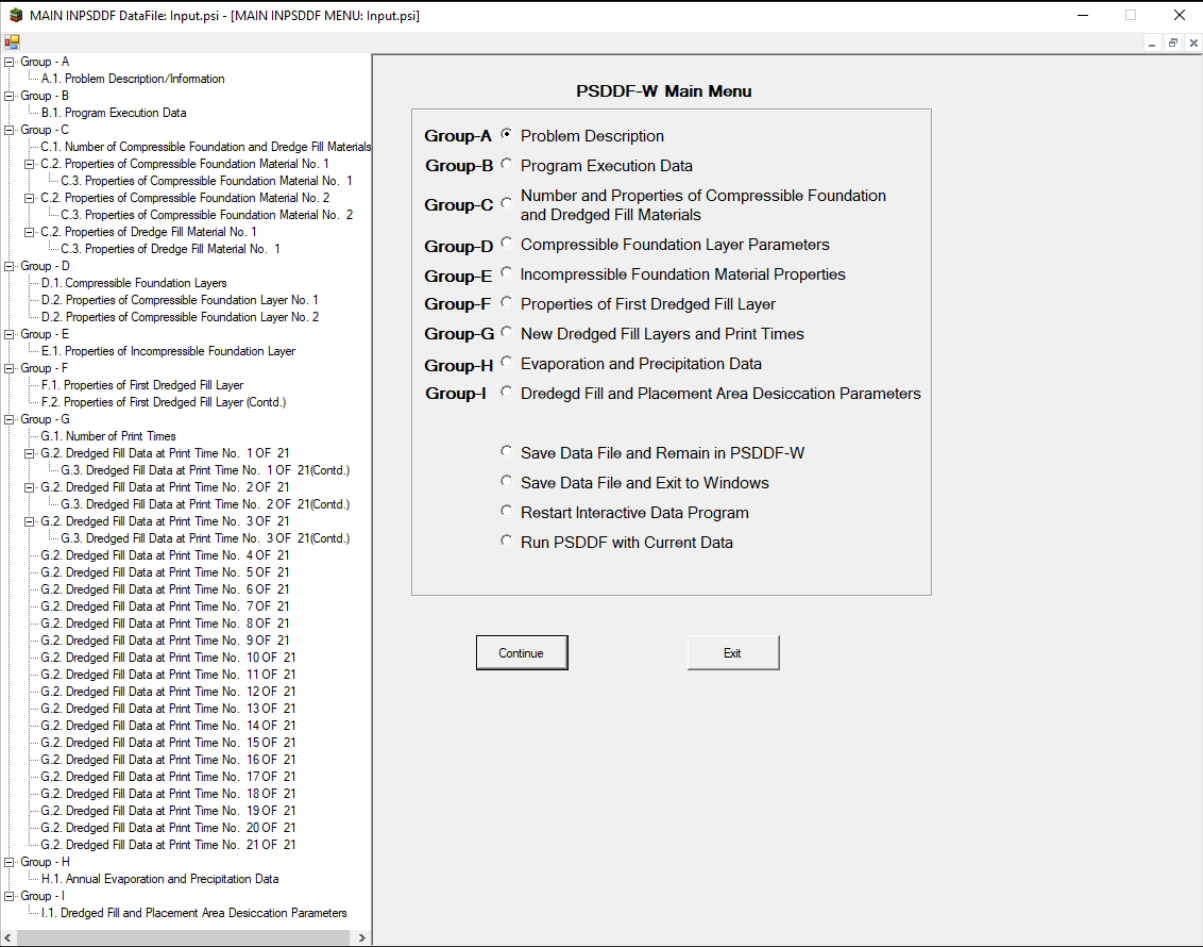 MAIN INPSDDF DataFile: Input.psi - [MAIN INPSDDF MENU: Input.psi]
Group - A
A.1. Problem Description/Information
Group - B
B.1. Program Execution Data
Group - C
C.1. Number of Compressible Foundation and Dredge Fill Materials
C.2. Properties of Compressible Foundation Material No. 1
C.3. Properties of Compressible Foundation Material No. 1
C.2. Properties of Compressible Foundation Material No. 2
C.3. Properties of Compressible Foundation Material No. 2
C.2. Properties of Dredge Fill Material No. 1
C.3. Properties of Dredge Fill Material No. 1
Group - D
D.1. Compressible Foundation Layers
D.2. Properties of Compressible Foundation Layer No. 1
D.2. Properties of Compressible Foundation Layer No. 2
Group - E
E.1. Properties of Incompressible Foundation Layer
Group - F
F.1. Properties of First Dredged Fill Layer
F.2. Properties of First Dredged Fill Layer (Contd.)
Group - G
G.1. Number of Print Times
G.2. Dredged Fill Data at Print Time No. 1 OF 21
G.3. Dredged Fill Data at Print Time No. 1 OF 21(Contd.)
G.2. Dredged Fill Data at Print Time No. 2 OF 21
G.3. Dredged Fill Data at Print Time No. 2 OF 21(Contd.)
G.2. Dredged Fill Data at Print Time No. 3 OF 21
G.3. Dredged Fill Data at Print Time No. 3 OF 21(Contd.)
G.2. Dredged Fill Data at Print Time No. 4 OF 21
G.2. Dredged Fill Data at Print Time No. 5 OF 21
G.2. Dredged Fill Data at Print Time No. 6 OF 21
G.2. Dredged Fill Data at Print Time No. 7 OF 21
G.2. Dredged Fill Data at Print Time No. 8 OF 21
G.2. Dredged Fill Data at Print Time No. 9 OF 21
G.2. Dredged Fill Data at Print Time No. 10 OF 21
G.2. Dredged Fill Data at Print Time No. 11 OF 21
G.2. Dredged Fill Data at Print Time No. 12 OF 21
G.2. Dredged Fill Data at Print Time No. 13 OF 21
G.2. Dredged Fill Data at Print Time No. 14 OF 21
G.2. Dredged Fill Data at Print Time No. 15 OF 21
G.2. Dredged Fill Data at Print Time No. 16 OF 21
G.2. Dredged Fill Data at Print Time No. 17 OF 21
G.2. Dredged Fill Data at Print Time No. 18 OF 21
G.2. Dredged Fill Data at Print Time No. 19 OF 21
G.2. Dredged Fill Data at Print Time No. 20 OF 21
G.2. Dredged Fill Data at Print Time No. 21 OF 21
Group - H
H.1. Annual Evaporation and Precipitation Data
Group - I
I.1. Dredged Fill and Placement Area Desiccation Parameters
PSDDF-W Main Menu
Group-A Problem Description
Group-B Program Execution Data
Group-C Number and Properties of Compressible Foundation
and Dredged Fill Materials
Group-D Compressible Foundation Layer Parameters
Group-E Incompressible Foundation Material Properties
Group-F Properties of First Dredged Fill Layer
Group-G New Dredged Fill Layers and Print Times
Group-H Evaporation and Precipitation Data
Group-I Dredegd Fill and Placement Area Desiccation Parameters
Save Data File and Remain in PSDDF-W
Save Data File and Exit to Windows
Restart Interactive Data Program
Run PSDDF with Current Data
Continue
Exit